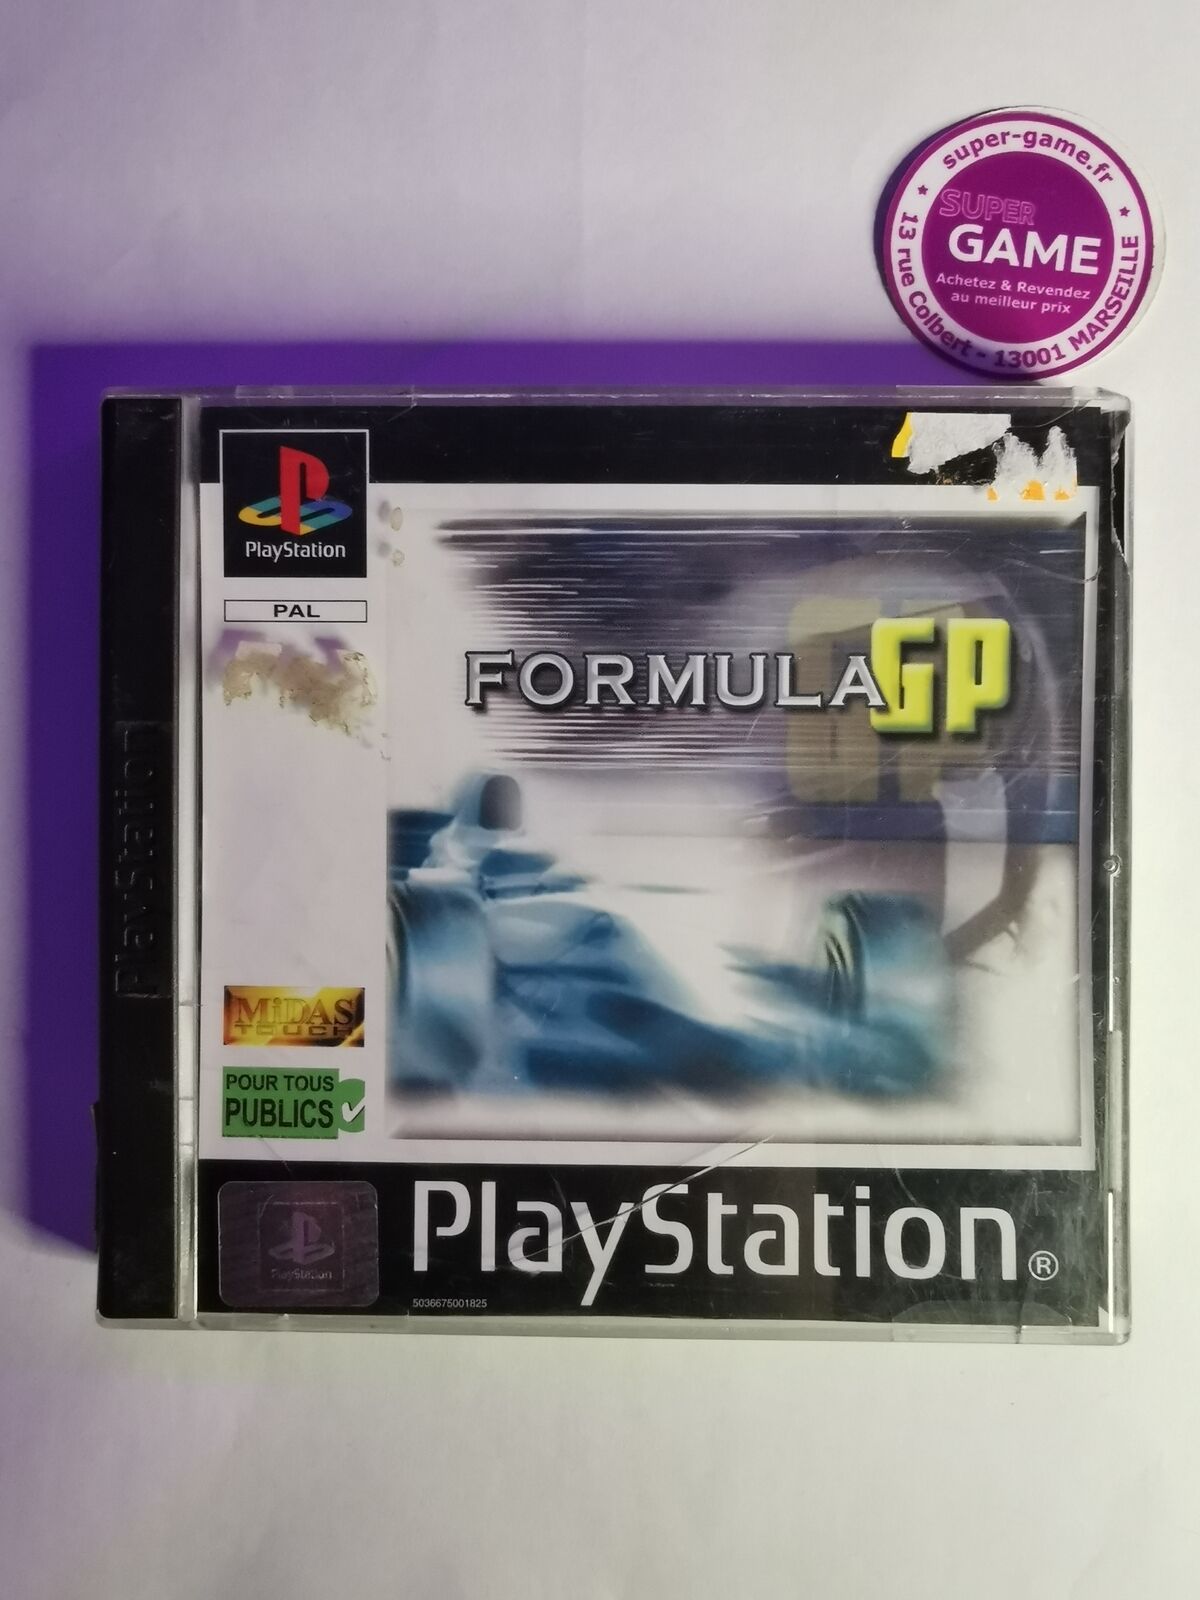 super-game.fr
SUPER
GAME
Achetez & Revendez
au meilleur prix
13 rue Colbert - 13001 MARSEILLE
PlayStation
PAL
FORMULA GP
GP
PlayStation
MiDAS
TOUCH
POUR TOUS
PUBLICS
PlayStation
PlayStation®
5036675001825